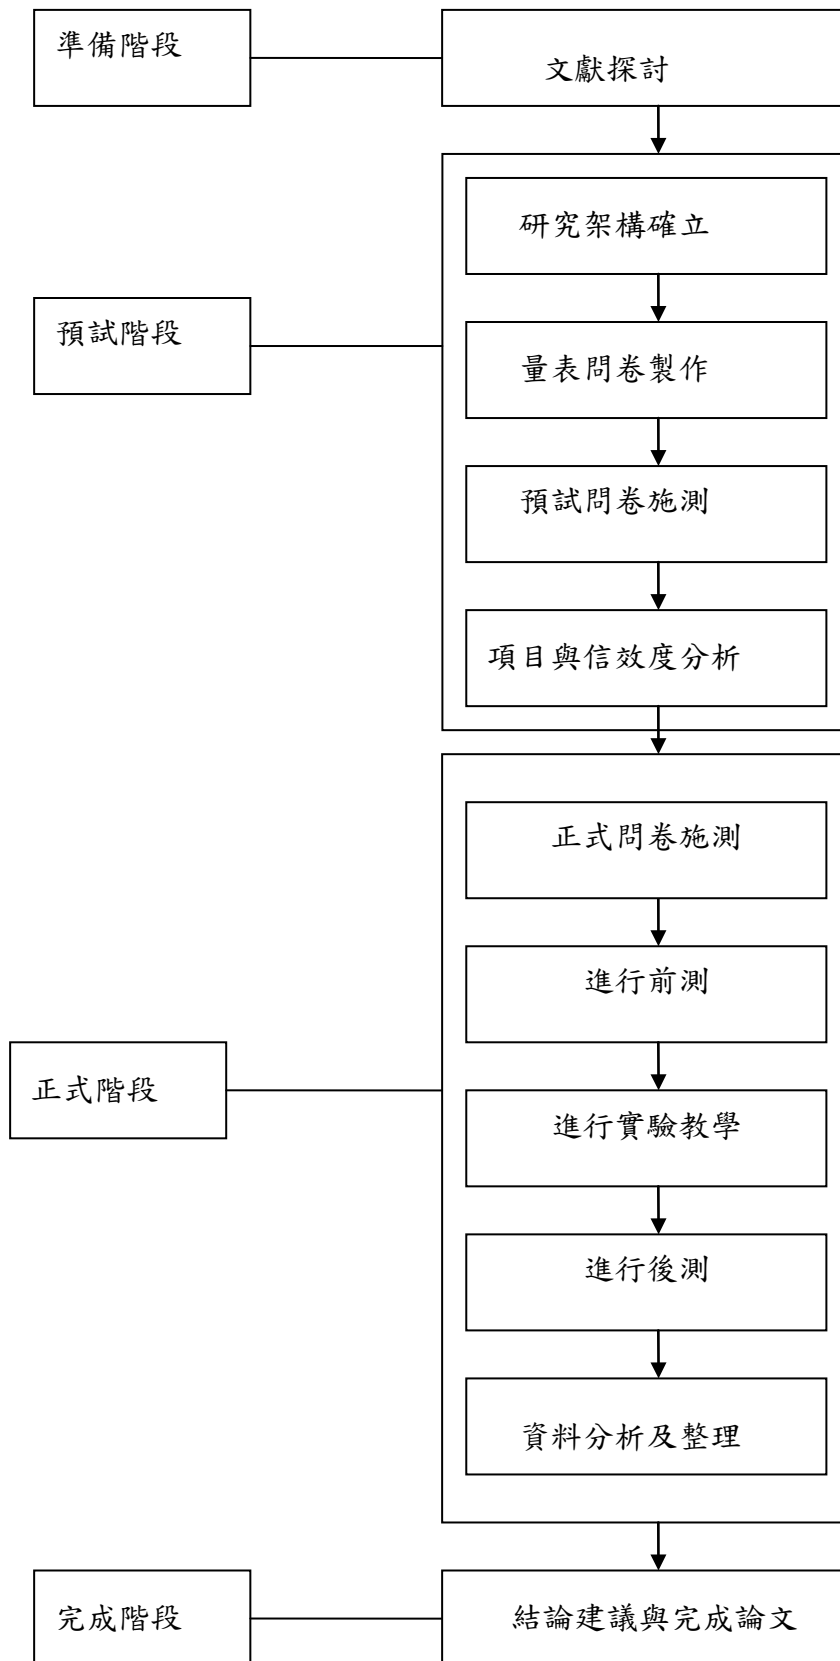 準備階段
文獻探討
研究架構確立
預試階段
量表問卷製作
預試問卷施測
項目與信效度分析
正式問卷施測
進行前測
正式階段
進行實驗教學
進行後測
資料分析及整理
完成階段
結論建議與完成論文